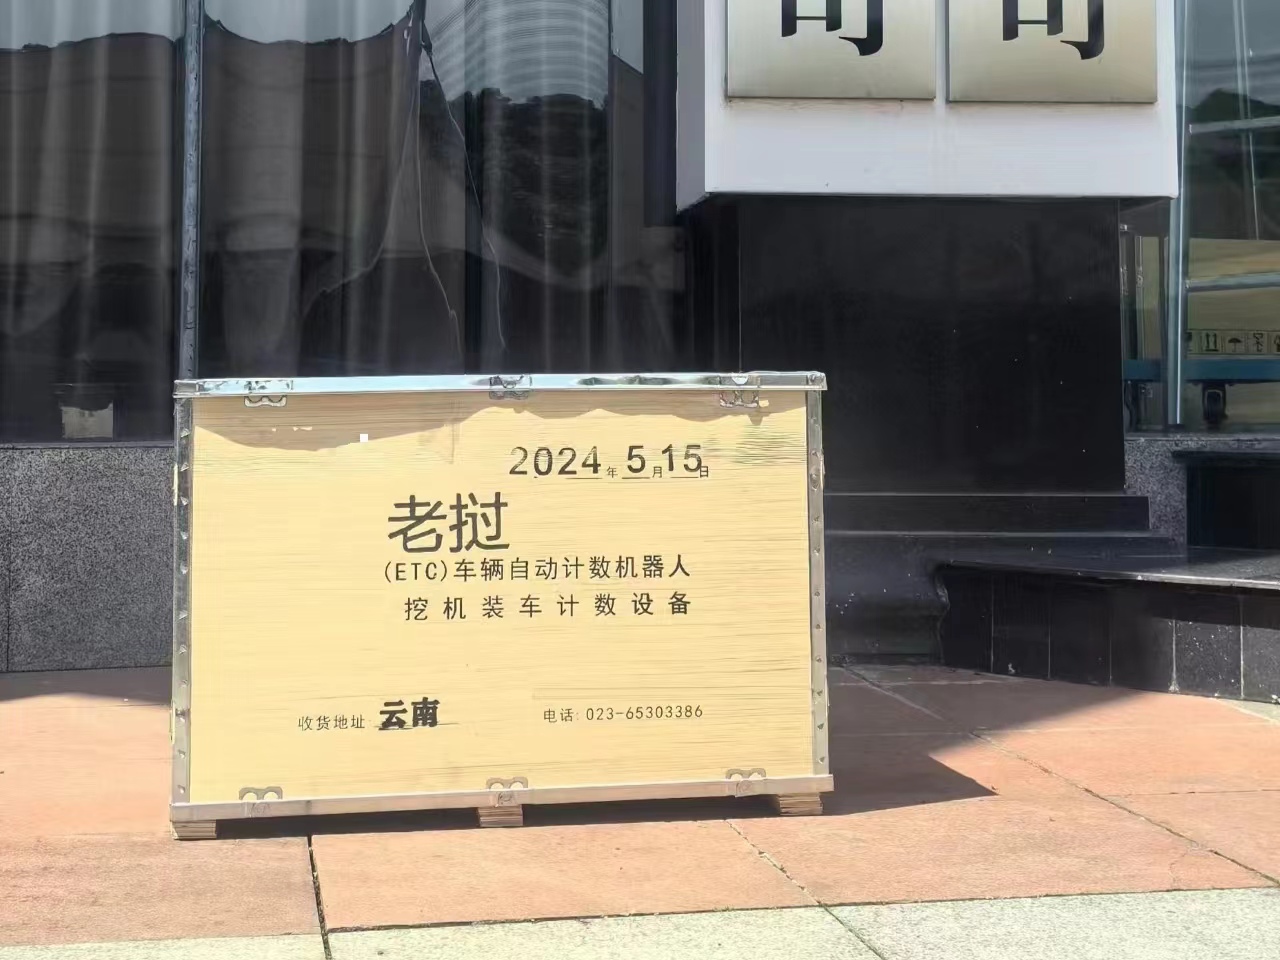 司 司
2024年 5月15日
老挝
(ETC)车辆自动计数机器人
挖机装车计数设备
收货地址 云南 电话: 023-65303386